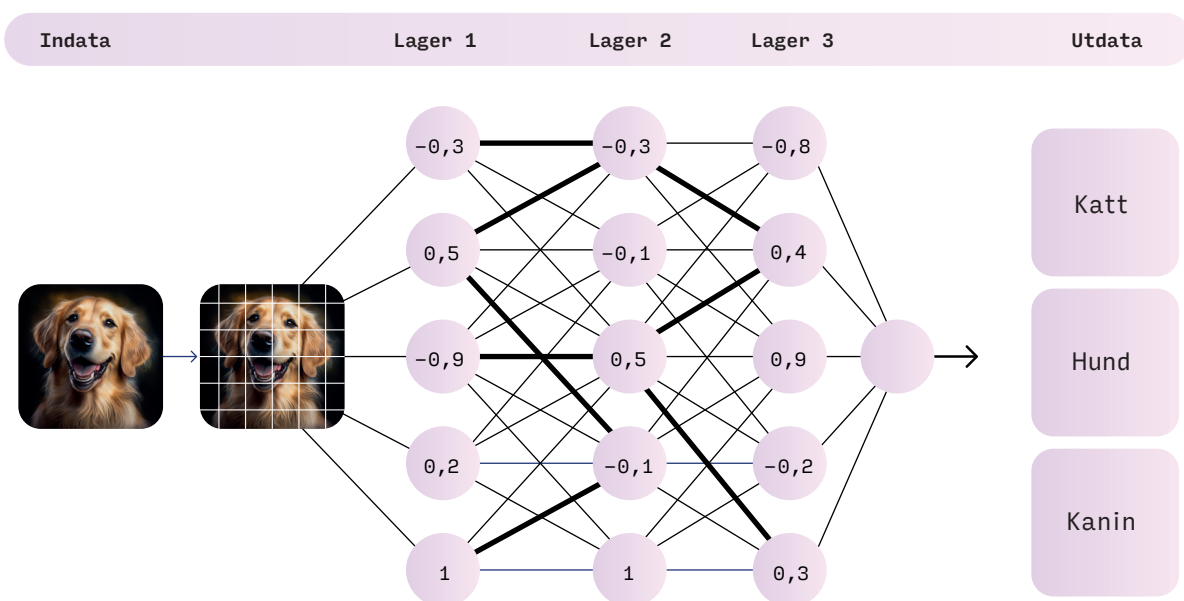 Indata Lager 1 Lager 2 Lager 3 Utdata
−0,3 −0,3 −0,8
Katt
0,5 −0,1 0,4
−0,9 0,5 0,9
Hund
0,2 −0,1 −0,2
Kanin
1 1 0,3